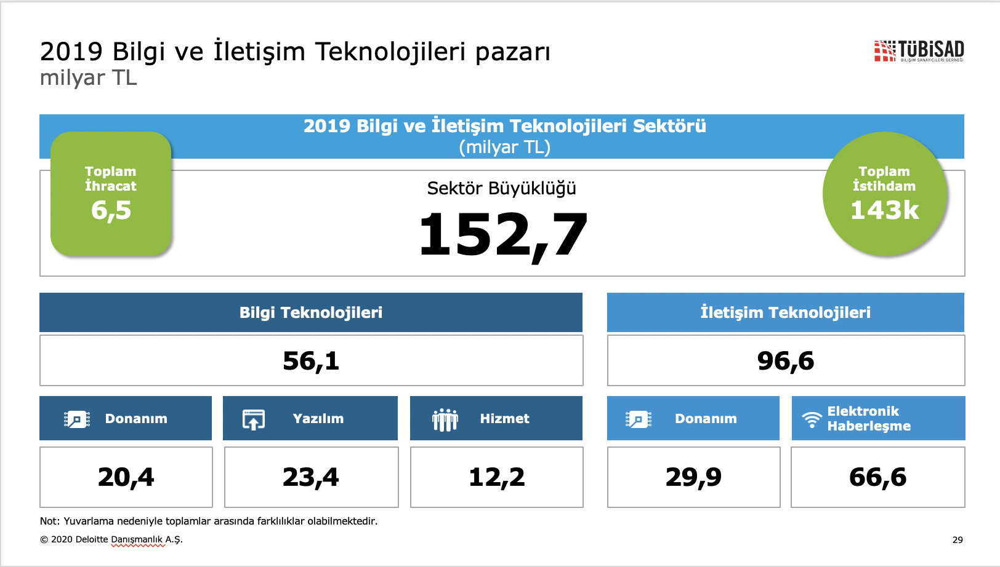 2019 Bilgi ve İletişim Teknolojileri pazarı
milyar TL
TÜBİSAD
BİLİŞİM SANAYİCİLERİ DERNEĞİ
2019 Bilgi ve İletişim Teknolojileri Sektörü
(milyar TL)
Toplam
İhracat
6,5
Sektör Büyüklüğü
152,7
Toplam
İstihdam
143k
Bilgi Teknolojileri
56,1
İletişim Teknolojileri
96,6
Donanım
20,4
Yazılım
23,4
Hizmet
12,2
Donanım
29,9
Elektronik
Haberleşme
66,6
Not: Yuvarlama nedeniyle toplamlar arasında farklılıklar olabilmektedir.
© 2020 Deloitte Danışmanlık A.Ş.
29